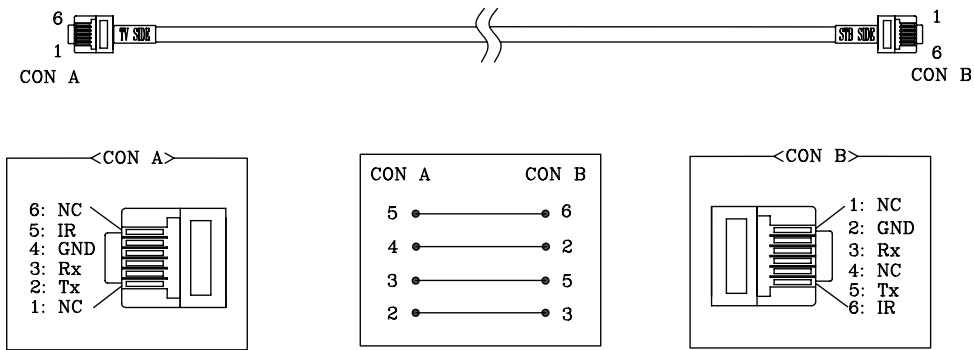 6
1
CON A
TV SIDE
STB SIDE
1
6
CON B
<CON A>
6: NC
5: IR
4: GND
3: Rx
2: Tx
1: NC
CON A CON B
5 6
4 2
3 5
2 3
<CON B>
1: NC
2: GND
3: Rx
4: NC
5: Tx
6: IR